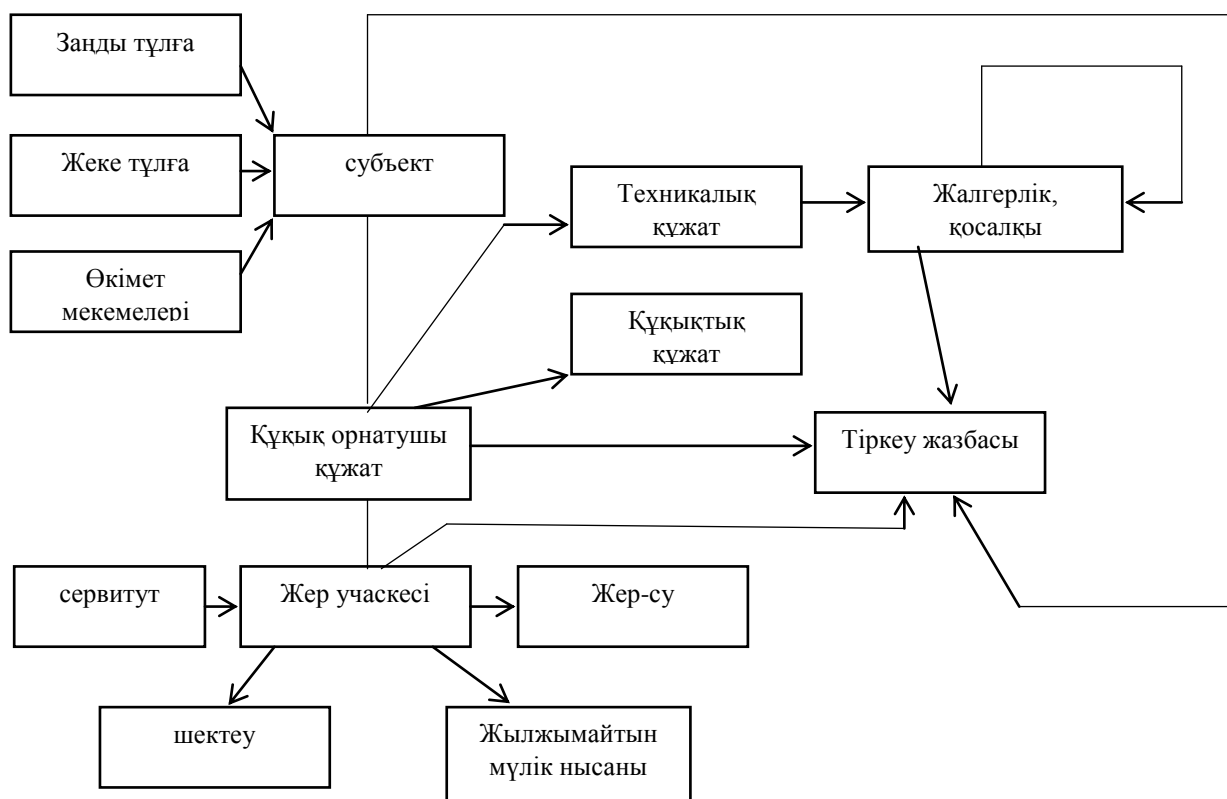 Заңды тұлға
Жеке тұлға
субъект
Техникалық
құжат
Жалгерлік,
қосалқы
Өкімет
мекемелері
Құқықтық
құжат
Құқық орнатушы
құжат
Тіркеу жазбасы
сервитут
Жер учаскесі
Жер-су
шектеу
Жылжымайтын
мүлік нысаны